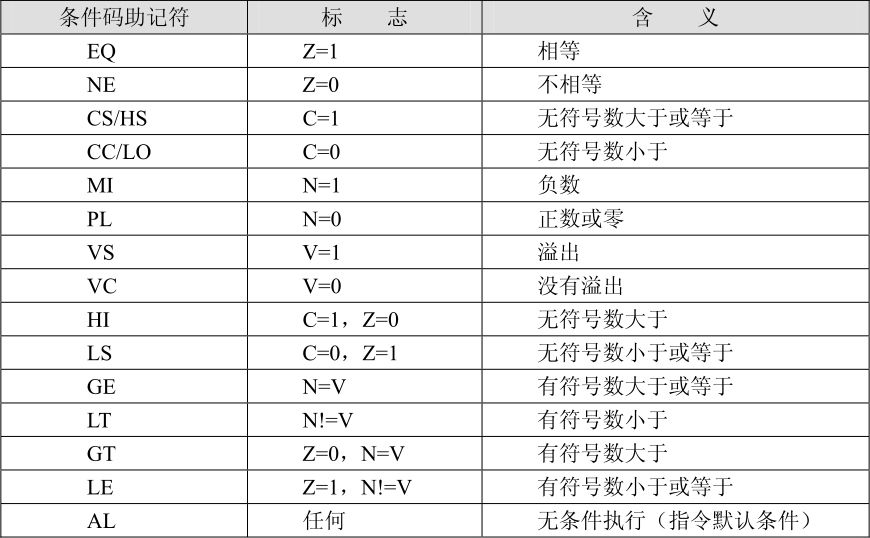 条件码助记符 标 志 含 义
EQ Z=1 相等
NE Z=0 不相等
CS/HS C=1 无符号数大于或等于
CC/LO C=0 无符号数小于
MI N=1 负数
PL N=0 正数或零
VS V=1 溢出
VC V=0 没有溢出
HI C=1，Z=0 无符号数大于
LS C=0，Z=1 无符号数小于或等于
GE N=V 有符号数大于或等于
LT N!=V 有符号数小于
GT Z=0，N=V 有符号数大于
LE Z=1，N!=V 有符号数小于或等于
AL 任何 无条件执行（指令默认条件）